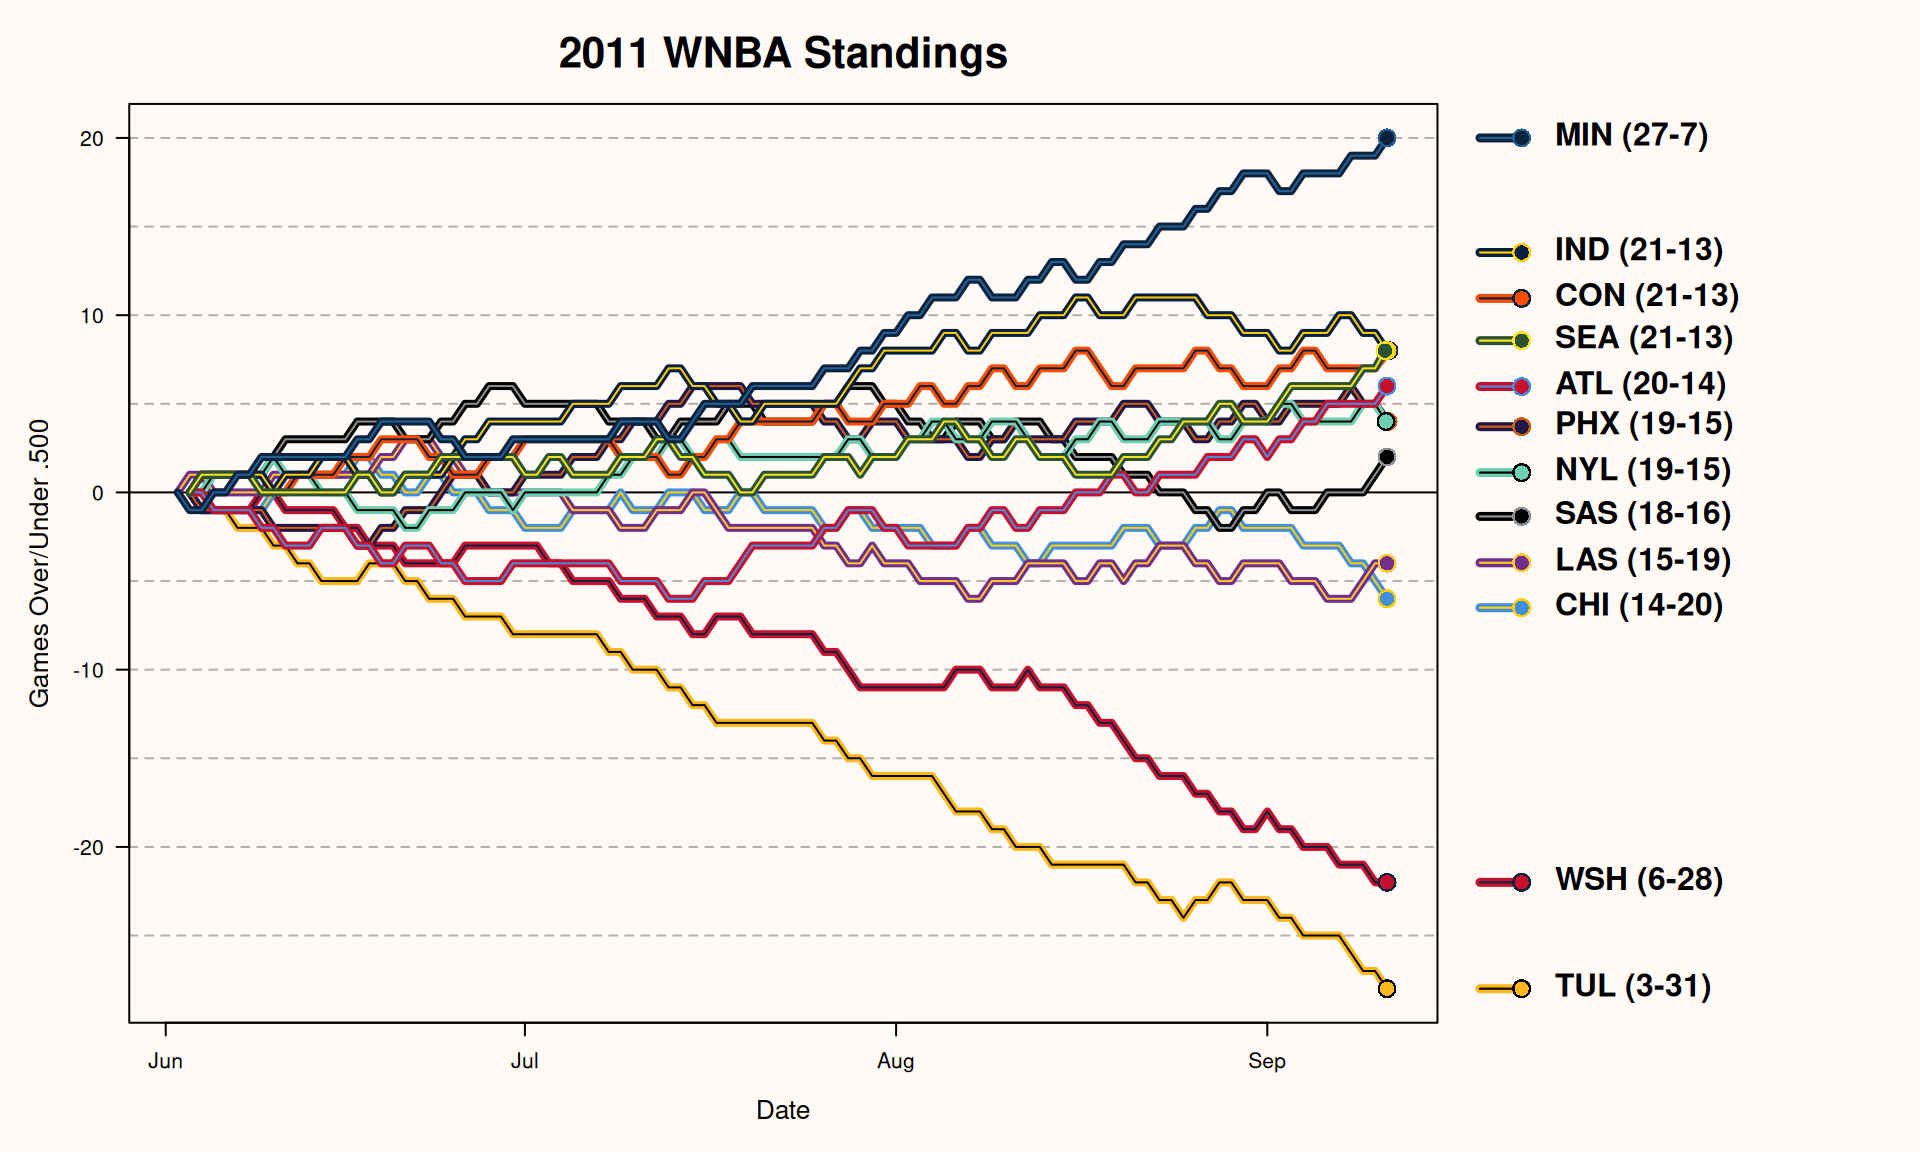 2011 WNBA Standings
20
10
0
-10
-20
Games Over/Under .500
Jun
Jul
Aug
Sep
Date
MIN (27-7)
IND (21-13)
CON (21-13)
SEA (21-13)
ATL (20-14)
PHX (19-15)
NYL (19-15)
SAS (18-16)
LAS (15-19)
CHI (14-20)
WSH (6-28)
TUL (3-31)